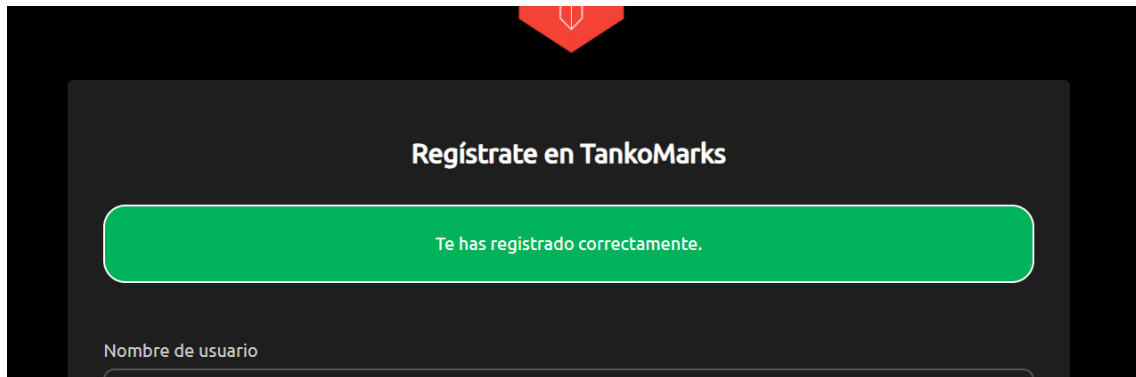 Regístrate en TankoMarks
Te has registrado correctamente.
Nombre de usuario